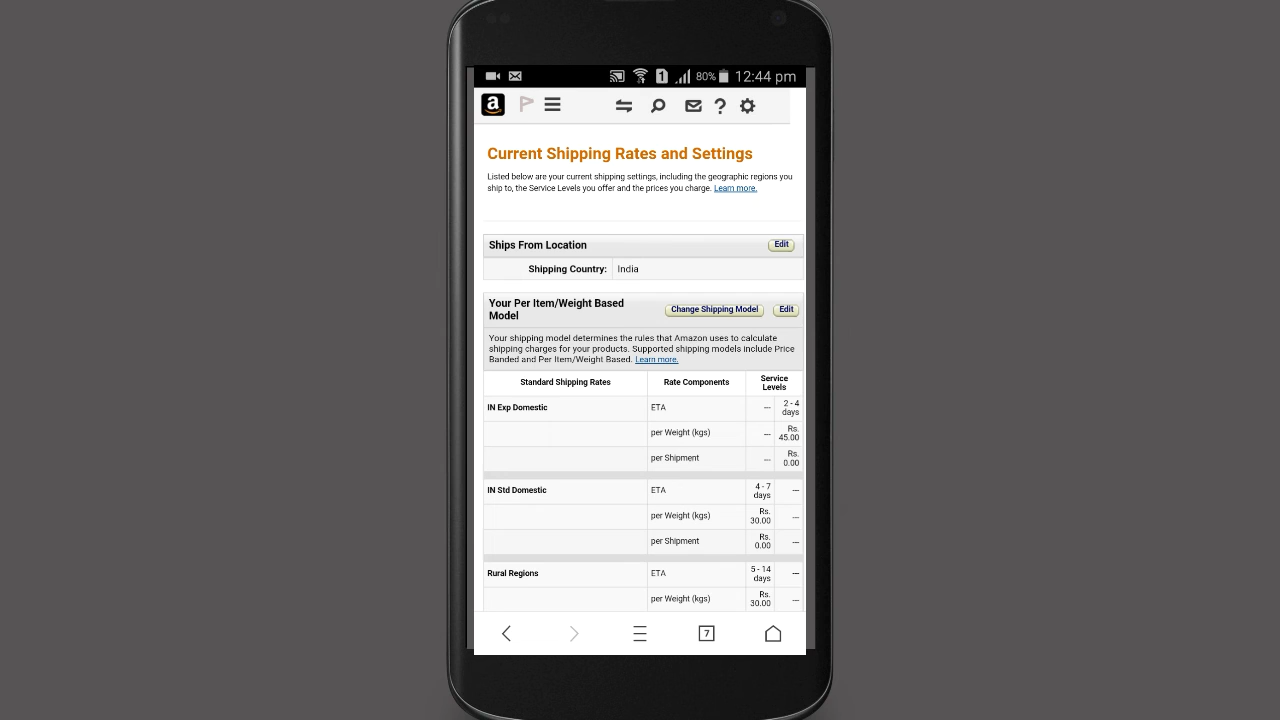 80% 12:44 pm
a
Current Shipping Rates and Settings
Listed below are your current shipping settings, including the geographic regions you
ship to, the Service Levels you offer and the prices you charge. Learn more.
Ships From Location Edit
Shipping Country: India
Your Per Item/Weight Based
Model
Change Shipping Model Edit
Your shipping model determines the rules that Amazon uses to calculate
shipping charges for your products. Supported shipping models include Price
Banded and Per Item/Weight Based. Learn more.
Standard Shipping Rates Rate Components Service
Levels
IN Exp Domestic ETA --- 2 - 4
days
per Weight (kgs) --- Rs.
45.00
per Shipment --- Rs.
0.00
IN Std Domestic ETA 4 - 7
days ---
per Weight (kgs) Rs.
30.00 ---
per Shipment Rs.
0.00 ---
Rural Regions ETA 5 - 14
days ---
per Weight (kgs) Rs.
30.00 ---
7